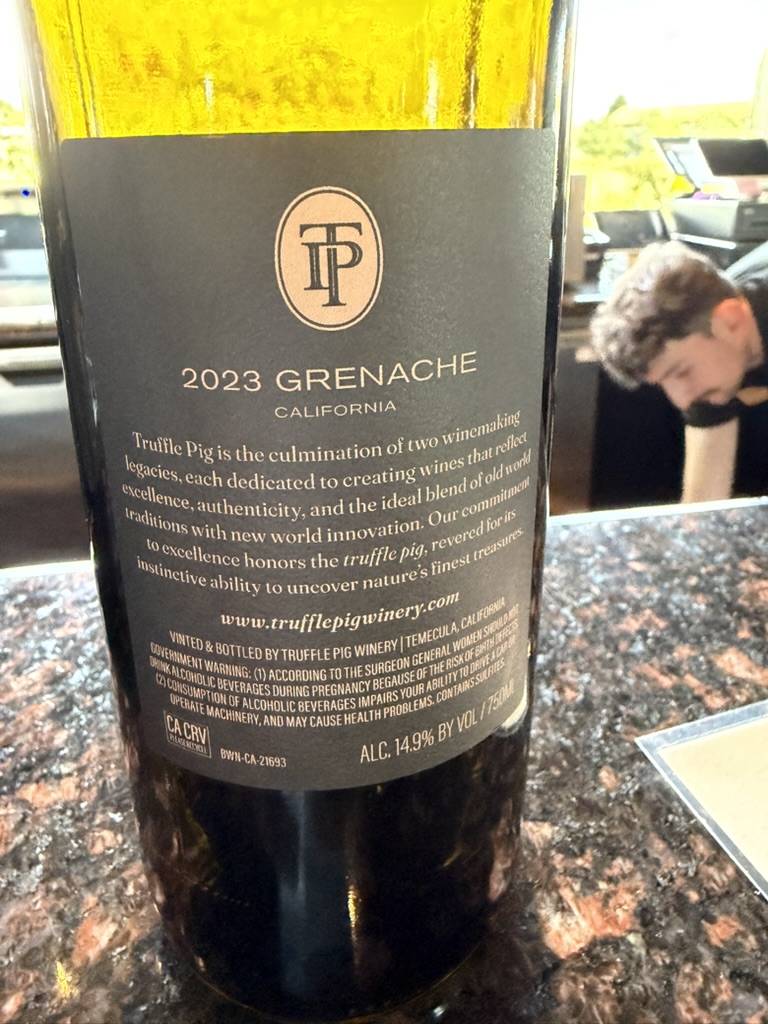 TP
2023 GRENACHE
CALIFORNIA
Truffle Pig is the culmination of two winemaking
legacies, each dedicated to creating wines that reflect
excellence, authenticity, and the ideal blend of old world
traditions with new world innovation. Our commitment
to excellence honors the truffle pig, revered for its
instinctive ability to uncover nature's finest treasures.
www.trufflepigwinery.com
VINTED & BOTTLED BY TRUFFLE PIG WINERY | TEMECULA, CALIFORNIA
GOVERNMENT WARNING: (1) ACCORDING TO THE SURGEON GENERAL WOMEN SHOULD NOT
DRINK ALCOHOLIC BEVERAGES DURING PREGNANCY BECAUSE OF THE RISK OF BIRTH DEFECTS.
(2) CONSUMPTION OF ALCOHOLIC BEVERAGES IMPAIRS YOUR ABILITY TO DRIVE A CAR OR
OPERATE MACHINERY, AND MAY CAUSE HEALTH PROBLEMS. CONTAINS SULFITES.
CA CRV
PLEASE RECYCLE
BWN-CA-21693
ALC. 14.9% BY VOL / 750ML